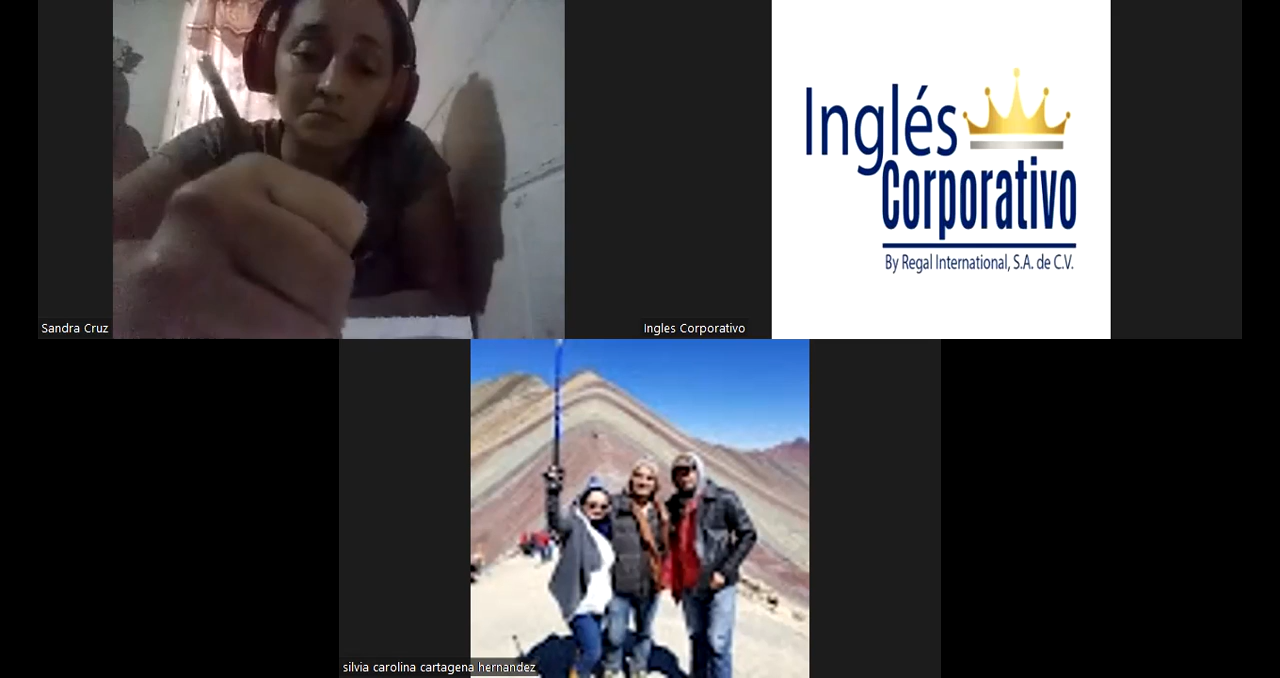 Inglés
Corporativo
By Regal International, S.A. de C.V.
Sandra Cruz
Ingles Corporativo
silvia carolina cartagena hernandez